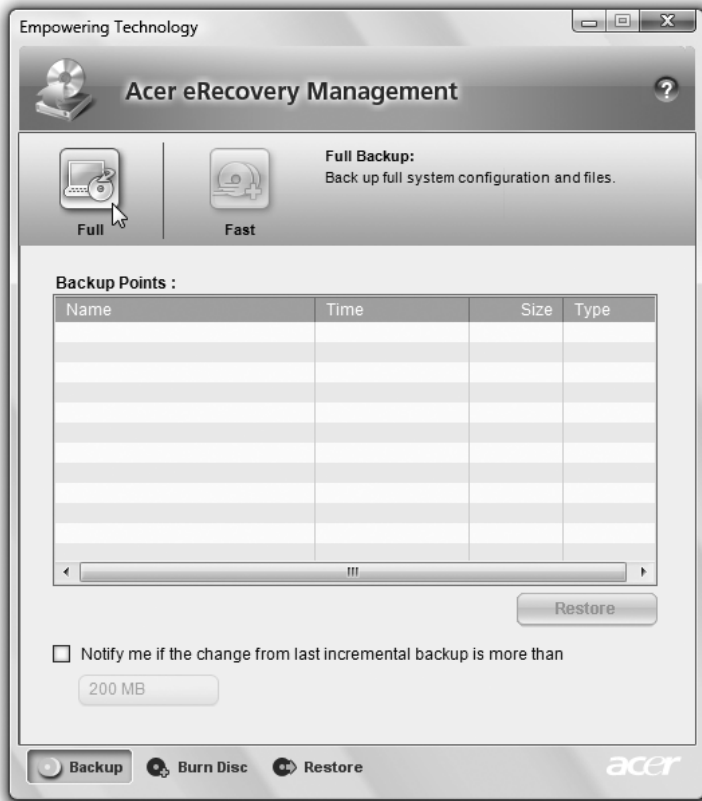 Empowering Technology
Acer eRecovery Management
?
Full Backup:
Back up full system configuration and files.
Full
Fast
Backup Points :
Name Time Size Type
Restore
Notify me if the change from last incremental backup is more than
200 MB
Backup Burn Disc Restore acer